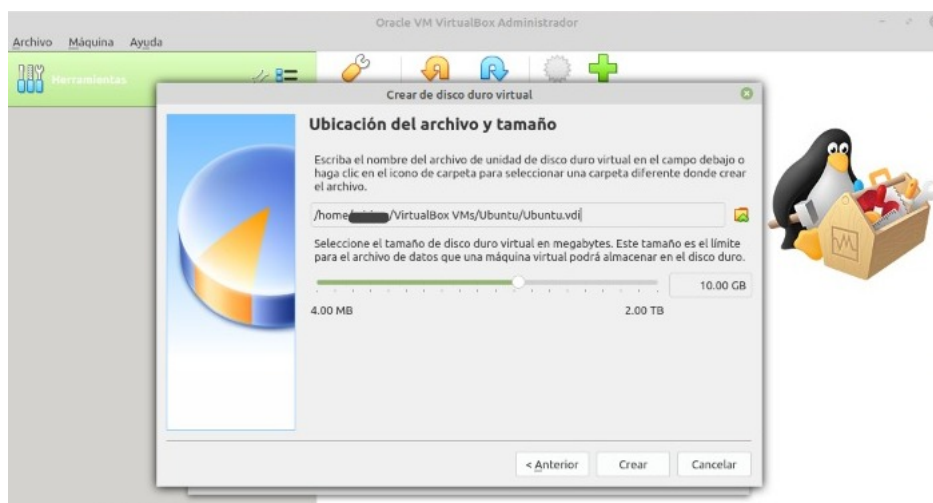 Oracle VM VirtualBox Administrador
Archivo Máquina Ayuda
Herramientas
Crear de disco duro virtual
Ubicación del archivo y tamaño
Escriba el nombre del archivo de unidad de disco duro virtual en el campo debajo o
haga clic en el icono de carpeta para seleccionar una carpeta diferente donde crear
el archivo.
/home/ /VirtualBox VMs/Ubuntu/Ubuntu.vdi
Seleccione el tamaño de disco duro virtual en megabytes. Este tamaño es el límite
para el archivo de datos que una máquina virtual podrá almacenar en el disco duro.
10.00 GB
4.00 MB 2.00 TB
< Anterior Crear Cancelar